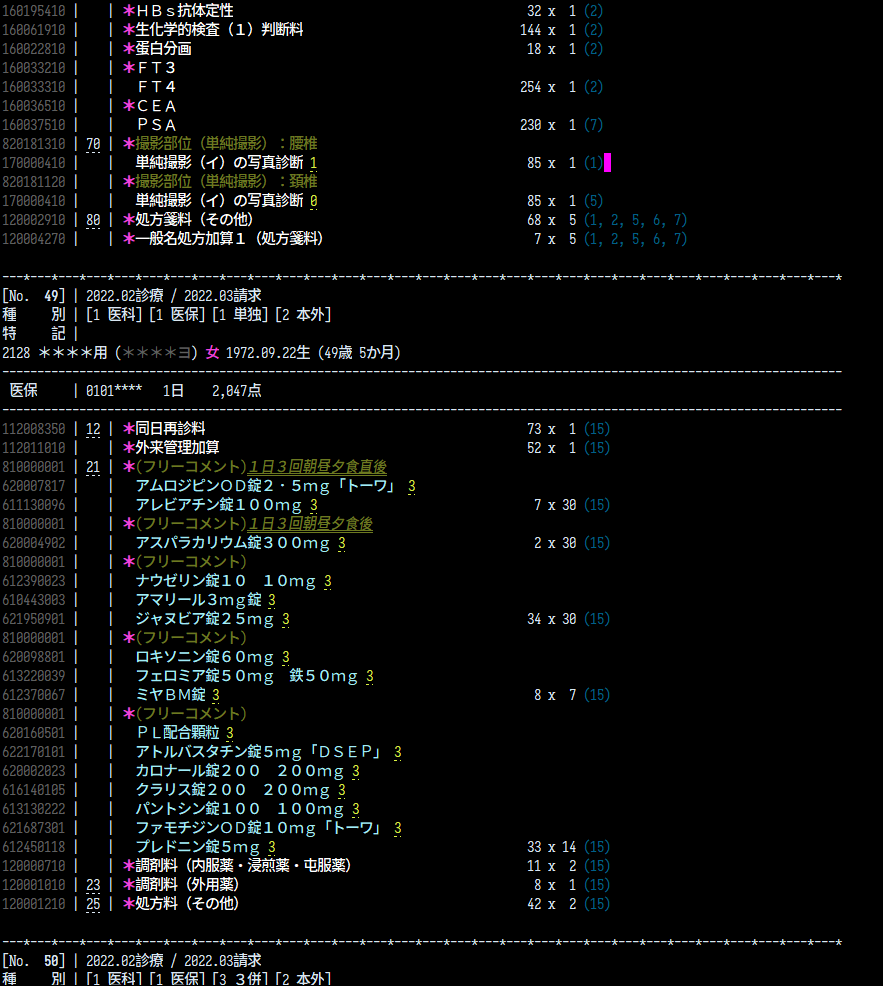 160195410 |    | ＊ＨＢｓ抗体定性 32 x 1 (2)
160061910 |    | ＊生化学的検査（１）判断料 144 x 1 (2)
160022810 |    | ＊蛋白分画 18 x 1 (2)
160033210 |    | ＊ＦＴ３
160033310 |    | ＦＴ４ 254 x 1 (2)
160036510 |    | ＊ＣＥＡ
160037510 |    | ＰＳＡ 230 x 1 (7)
820181310 | 70 | ＊撮影部位（単純撮影）：腰椎
170000410 |    | 単純撮影（イ）の写真診断 1 85 x 1 (1)
820181120 |    | ＊撮影部位（単純撮影）：頚椎
170000410 |    | 単純撮影（イ）の写真診断 0 85 x 1 (5)
120002910 | 80 | ＊処方箋料（その他） 68 x 5 (1, 2, 5, 6, 7)
120004270 |    | ＊一般名処方加算１（処方箋料） 7 x 5 (1, 2, 5, 6, 7)
---*---*---*---*---*---*---*---*---*---*---*---*---*---*---*---*---*---*---*---*---*---*---*---*---*---*---*---*---*---*
[No. 49] | 2022.02診療 / 2022.03請求
種 別 | [1 医科] [1 医保] [1 単独] [2 本外]
特 記 |
2128 ＊＊＊＊用 (＊＊＊＊ヨ) 女 1972.09.22生 (49歳 5か月)
------------------------------------------------------------------------------------------------------------------------
医保 | 0101**** 1日 2,047点
------------------------------------------------------------------------------------------------------------------------
112008350 | 12 | ＊同日再診料 73 x 1 (15)
112011010 |    | ＊外来管理加算 52 x 1 (15)
810000001 | 21 | ＊(フリーコメント)１日３回朝昼夕食直後
620007817 |    | アムロジピンＯＤ錠２．５ｍｇ「トーワ」 3
611130096 |    | アレビアチン錠１００ｍｇ 3 7 x 30 (15)
810000001 |    | ＊(フリーコメント)１日３回朝昼夕食後
620004902 |    | アスパラカリウム錠３００ｍｇ 3 2 x 30 (15)
810000001 |    | ＊(フリーコメント)
612390023 |    | ナウゼリン錠１０　１０ｍｇ 3
610443003 |    | アマリール３ｍｇ錠 3
621950901 |    | ジャヌビア錠２５ｍｇ 3 34 x 30 (15)
810000001 |    | ＊(フリーコメント)
620098801 |    | ロキソニン錠６０ｍｇ 3
613220039 |    | フェロミア錠５０ｍｇ　鉄５０ｍｇ 3
612370067 |    | ミヤＢＭ錠 3 8 x 7 (15)
810000001 |    | ＊(フリーコメント)
620160501 |    | ＰＬ配合顆粒 3
622170101 |    | アトルバスタチン錠５ｍｇ「ＤＳＥＰ」 3
620002023 |    | カロナール錠２００　２００ｍｇ 3
616140105 |    | クラリス錠２００　２００ｍｇ 3
613130222 |    | パントシン錠１００　１００ｍｇ 3
621687301 |    | ファモチジンＯＤ錠１０ｍｇ「トーワ」 3
612450118 |    | プレドニン錠５ｍｇ 3 33 x 14 (15)
120000710 |    | ＊調剤料（内服薬・浸煎薬・屯服薬） 11 x 2 (15)
120001010 | 23 | ＊調剤料（外用薬） 8 x 1 (15)
120001210 | 25 | ＊処方料（その他） 42 x 2 (15)
---*---*---*---*---*---*---*---*---*---*---*---*---*---*---*---*---*---*---*---*---*---*---*---*---*---*---*---*---*---*
[No. 50] | 2022.02診療 / 2022.03請求
種 別 | [1 医科] [1 医保] [3 ３併] [2 本外]